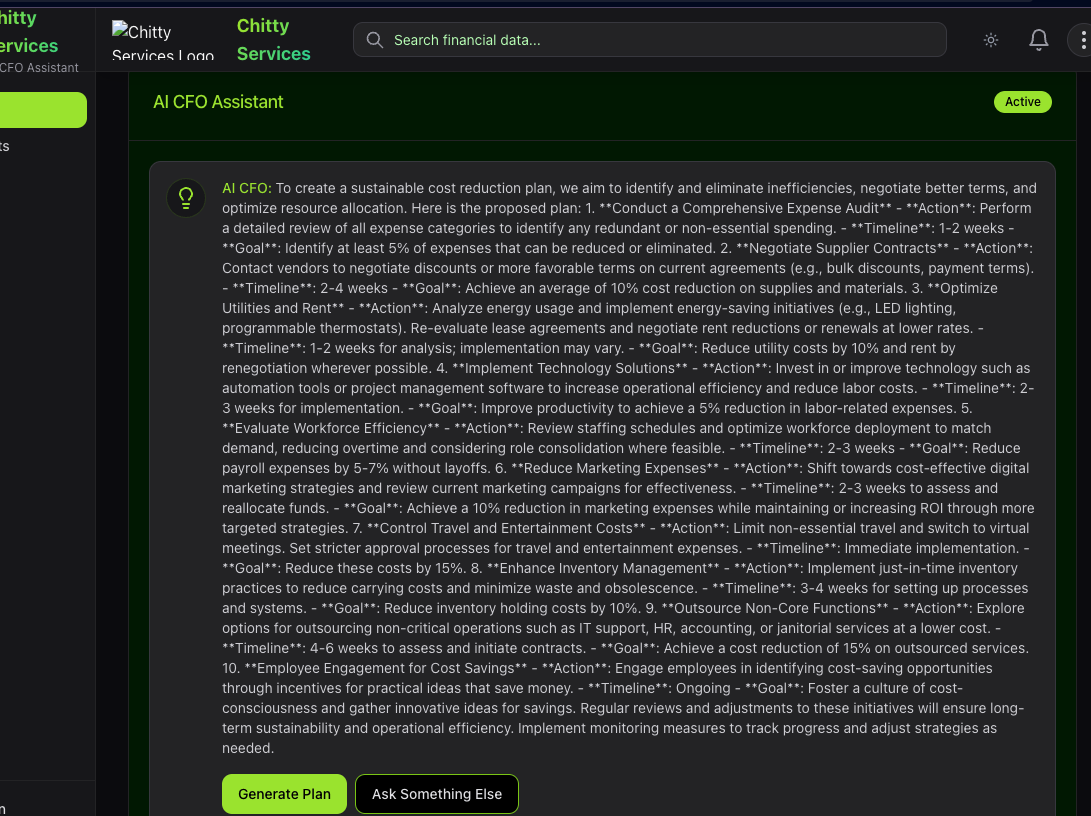 hitty
ervices
CFO Assistant
ts
n
Chitty
Services Logo
Chitty
Services
Search financial data...
AI CFO Assistant
Active
AI CFO: To create a sustainable cost reduction plan, we aim to identify and eliminate inefficiencies, negotiate better terms, and
optimize resource allocation. Here is the proposed plan: 1. **Conduct a Comprehensive Expense Audit** - **Action**: Perform
a detailed review of all expense categories to identify any redundant or non-essential spending. - **Timeline**: 1-2 weeks -
**Goal**: Identify at least 5% of expenses that can be reduced or eliminated. 2. **Negotiate Supplier Contracts** - **Action**:
Contact vendors to negotiate discounts or more favorable terms on current agreements (e.g., bulk discounts, payment terms).
- **Timeline**: 2-4 weeks - **Goal**: Achieve an average of 10% cost reduction on supplies and materials. 3. **Optimize
Utilities and Rent** - **Action**: Analyze energy usage and implement energy-saving initiatives (e.g., LED lighting,
programmable thermostats). Re-evaluate lease agreements and negotiate rent reductions or renewals at lower rates. -
**Timeline**: 1-2 weeks for analysis; implementation may vary. - **Goal**: Reduce utility costs by 10% and rent by
renegotiation wherever possible. 4. **Implement Technology Solutions** - **Action**: Invest in or improve technology such as
automation tools or project management software to increase operational efficiency and reduce labor costs. - **Timeline**: 2-
3 weeks for implementation. - **Goal**: Improve productivity to achieve a 5% reduction in labor-related expenses. 5.
**Evaluate Workforce Efficiency** - **Action**: Review staffing schedules and optimize workforce deployment to match
demand, reducing overtime and considering role consolidation where feasible. - **Timeline**: 2-3 weeks - **Goal**: Reduce
payroll expenses by 5-7% without layoffs. 6. **Reduce Marketing Expenses** - **Action**: Shift towards cost-effective digital
marketing strategies and review current marketing campaigns for effectiveness. - **Timeline**: 2-3 weeks to assess and
reallocate funds. - **Goal**: Achieve a 10% reduction in marketing expenses while maintaining or increasing ROI through more
targeted strategies. 7. **Control Travel and Entertainment Costs** - **Action**: Limit non-essential travel and switch to virtual
meetings. Set stricter approval processes for travel and entertainment expenses. - **Timeline**: Immediate implementation. -
**Goal**: Reduce these costs by 15%. 8. **Enhance Inventory Management** - **Action**: Implement just-in-time inventory
practices to reduce carrying costs and minimize waste and obsolescence. - **Timeline**: 3-4 weeks for setting up processes
and systems. - **Goal**: Reduce inventory holding costs by 10%. 9. **Outsource Non-Core Functions** - **Action**: Explore
options for outsourcing non-critical operations such as IT support, HR, accounting, or janitorial services at a lower cost. -
**Timeline**: 4-6 weeks to assess and initiate contracts. - **Goal**: Achieve a cost reduction of 15% on outsourced services.
10. **Employee Engagement for Cost Savings** - **Action**: Engage employees in identifying cost-saving opportunities
through incentives for practical ideas that save money. - **Timeline**: Ongoing - **Goal**: Foster a culture of cost-
consciousness and gather innovative ideas for savings. Regular reviews and adjustments to these initiatives will ensure long-
term sustainability and operational efficiency. Implement monitoring measures to track progress and adjust strategies as
needed.
Generate Plan
Ask Something Else